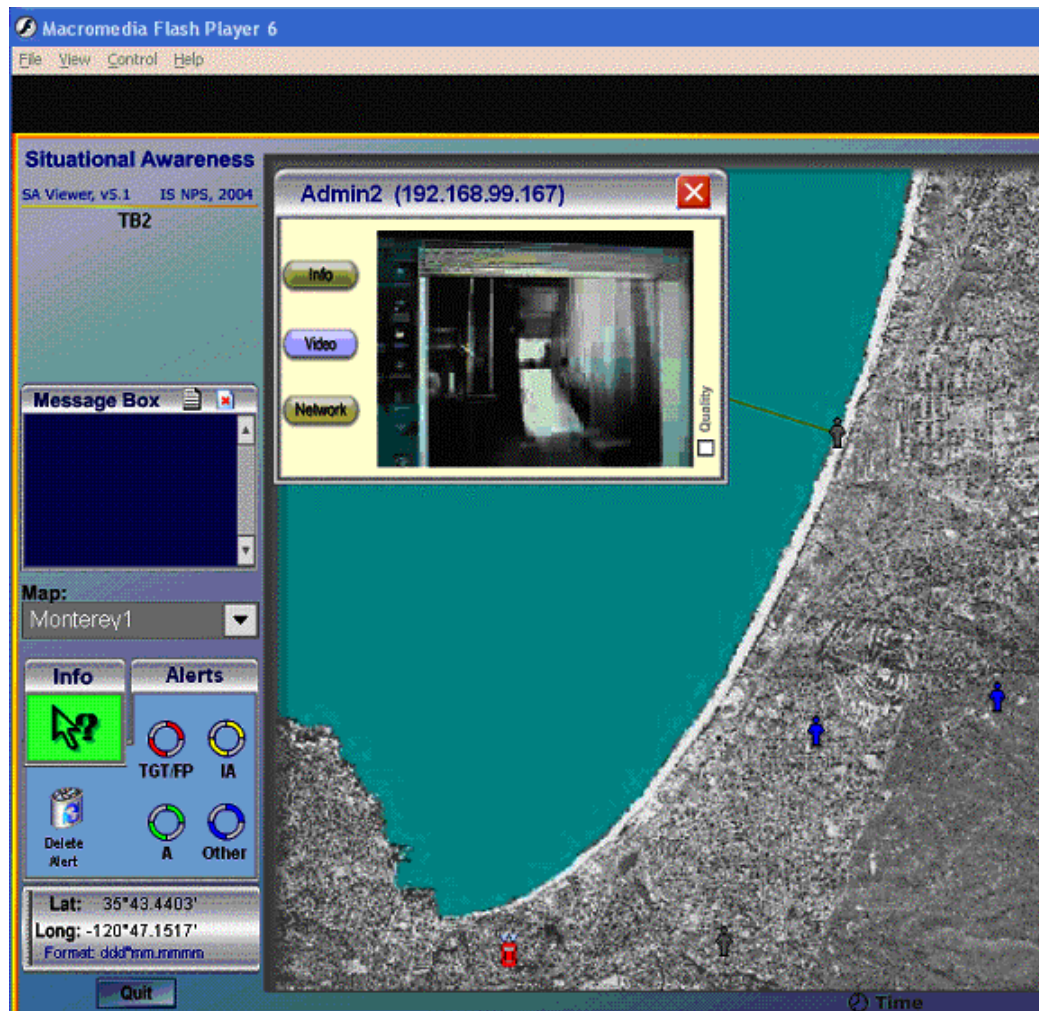 Macromedia Flash Player 6
File View Control Help
Situational Awareness
SA Viewer, v5.1 IS NPS, 2004
TB2
Admin2 (192.168.99.167)
Info
Video
Network
Quality
Message Box
Map:
Monterey1
Info Alerts
TGT/FP IA
Delete
Alert
A Other
Lat: 35°43.4403'
Long: -120°47.1517'
Format: ddd°mm.mmmm
Quit
Time